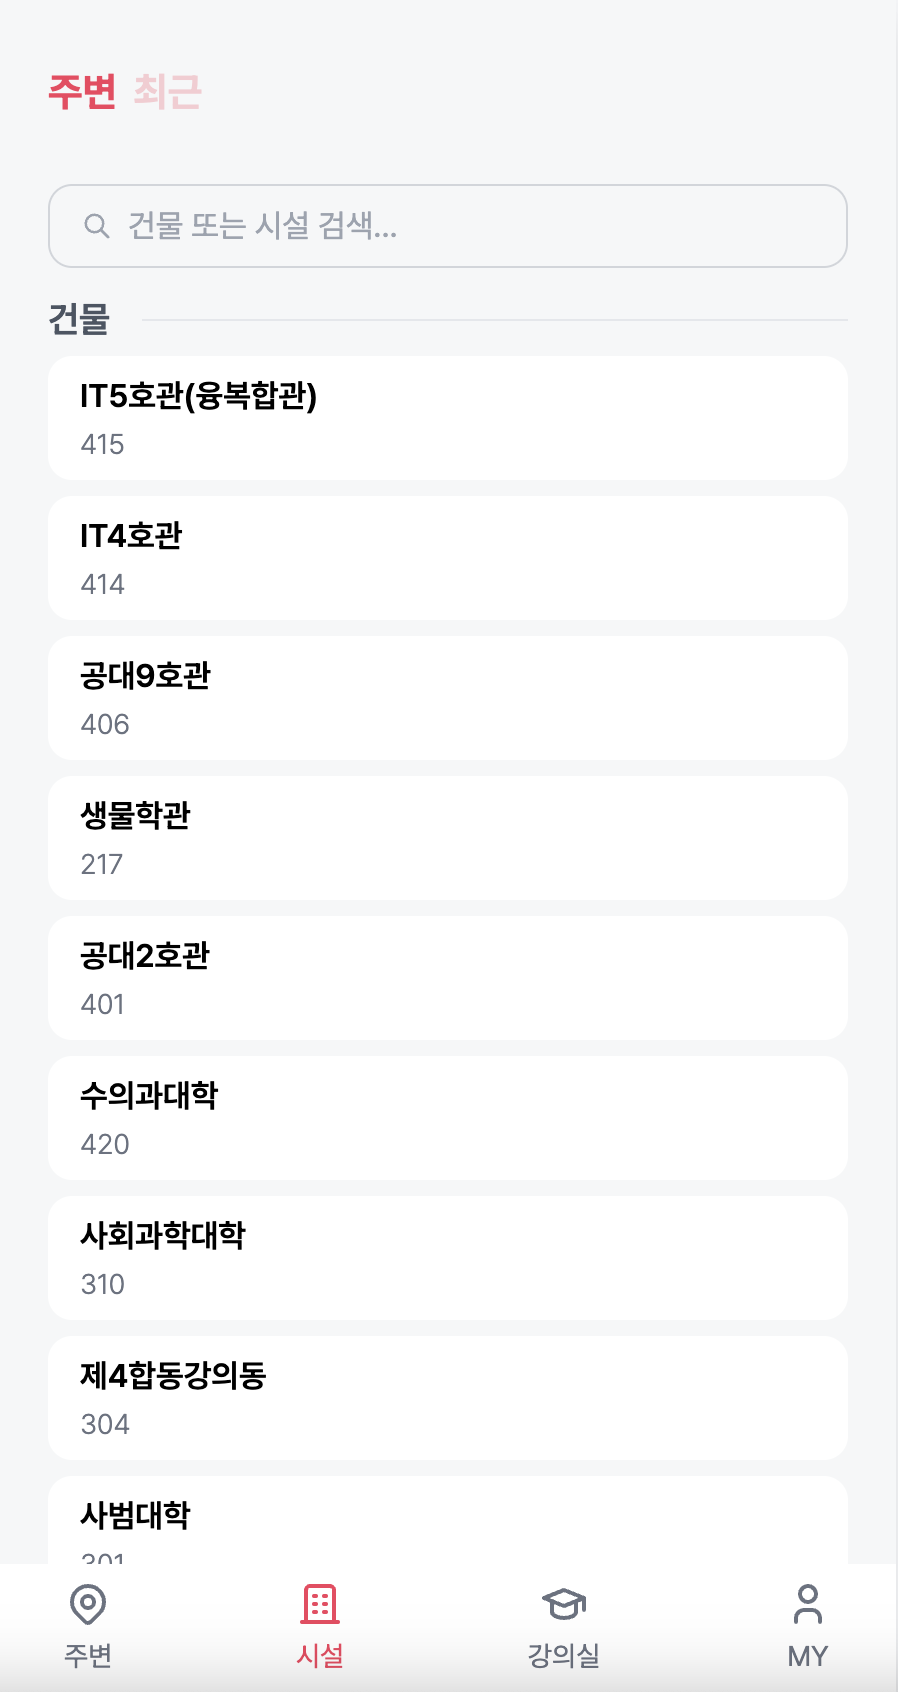 주변 최근
건물 또는 시설 검색...
건물
IT5호관(융복합관)
415
IT4호관
414
공대9호관
406
생물학관
217
공대2호관
401
수의과대학
420
사회과학대학
310
제4합동강의동
304
사범대학
301
주변 시설 강의실 MY